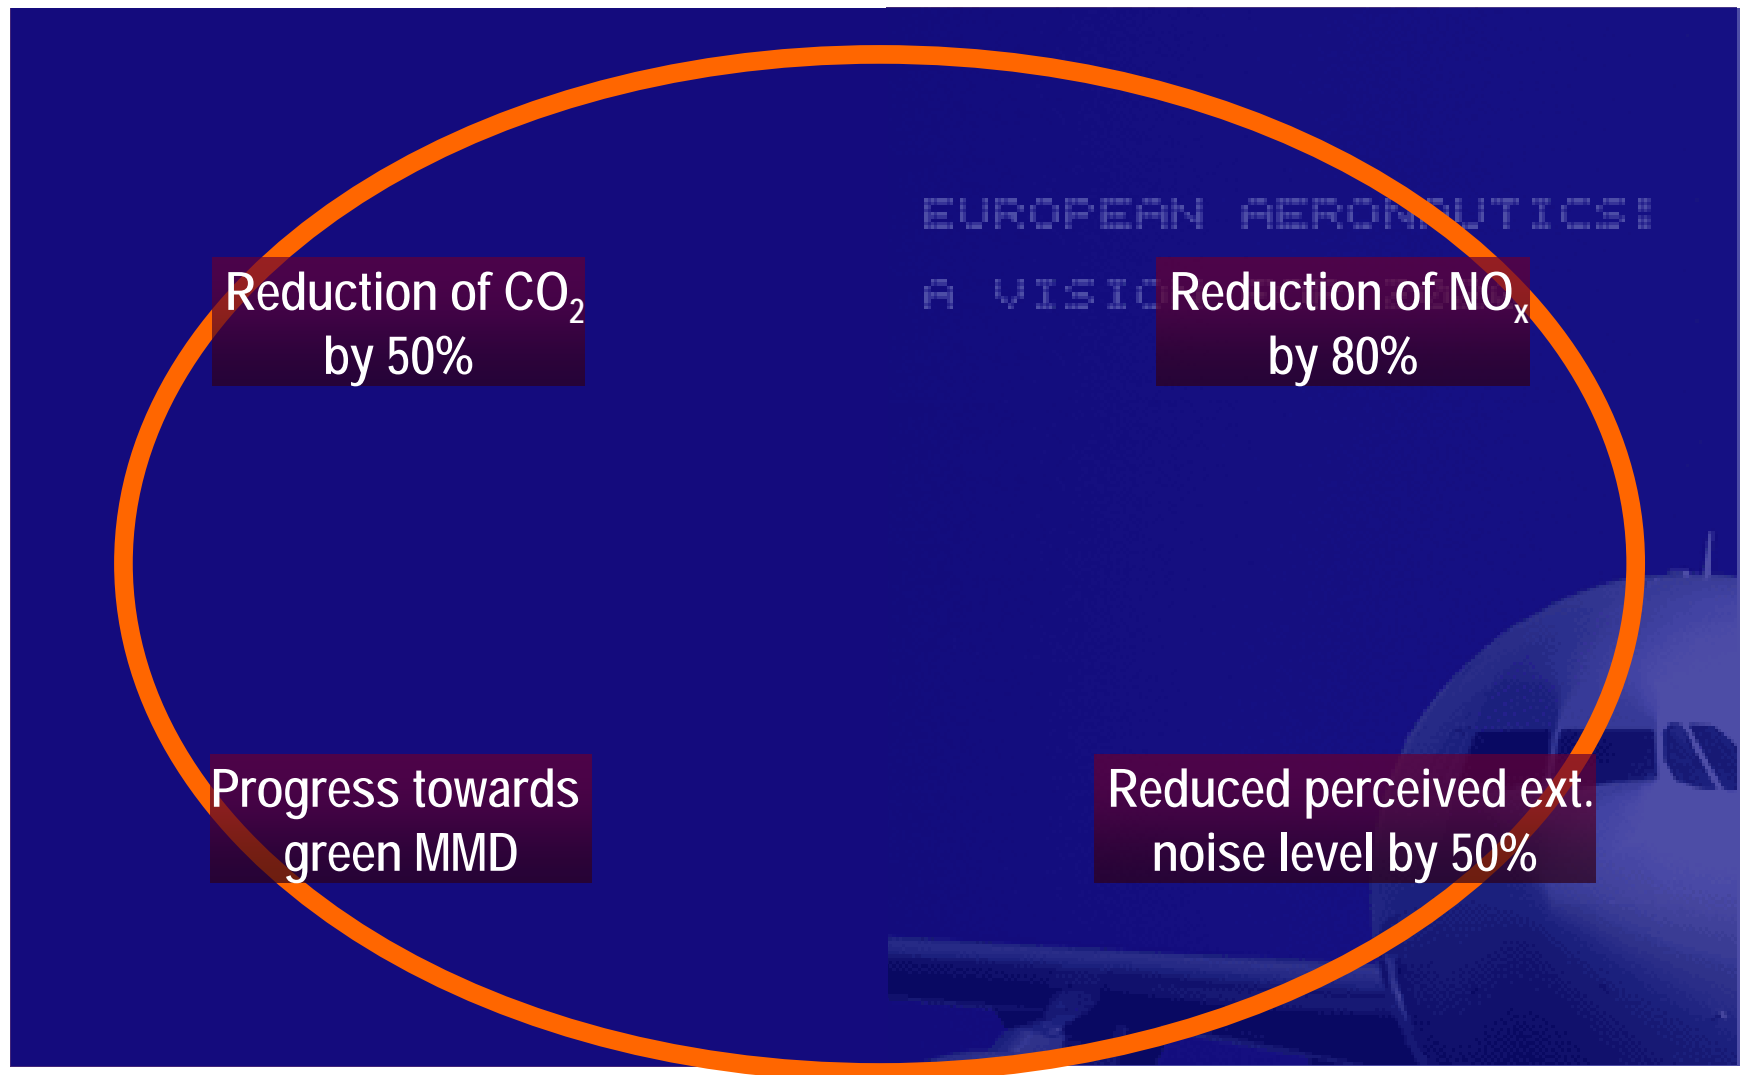 EUROPEAN AERONAUTICS:
A VISION
Reduction of CO₂
by 50%
Reduction of NOₓ
by 80%
Progress towards
green MMD
Reduced perceived ext.
noise level by 50%